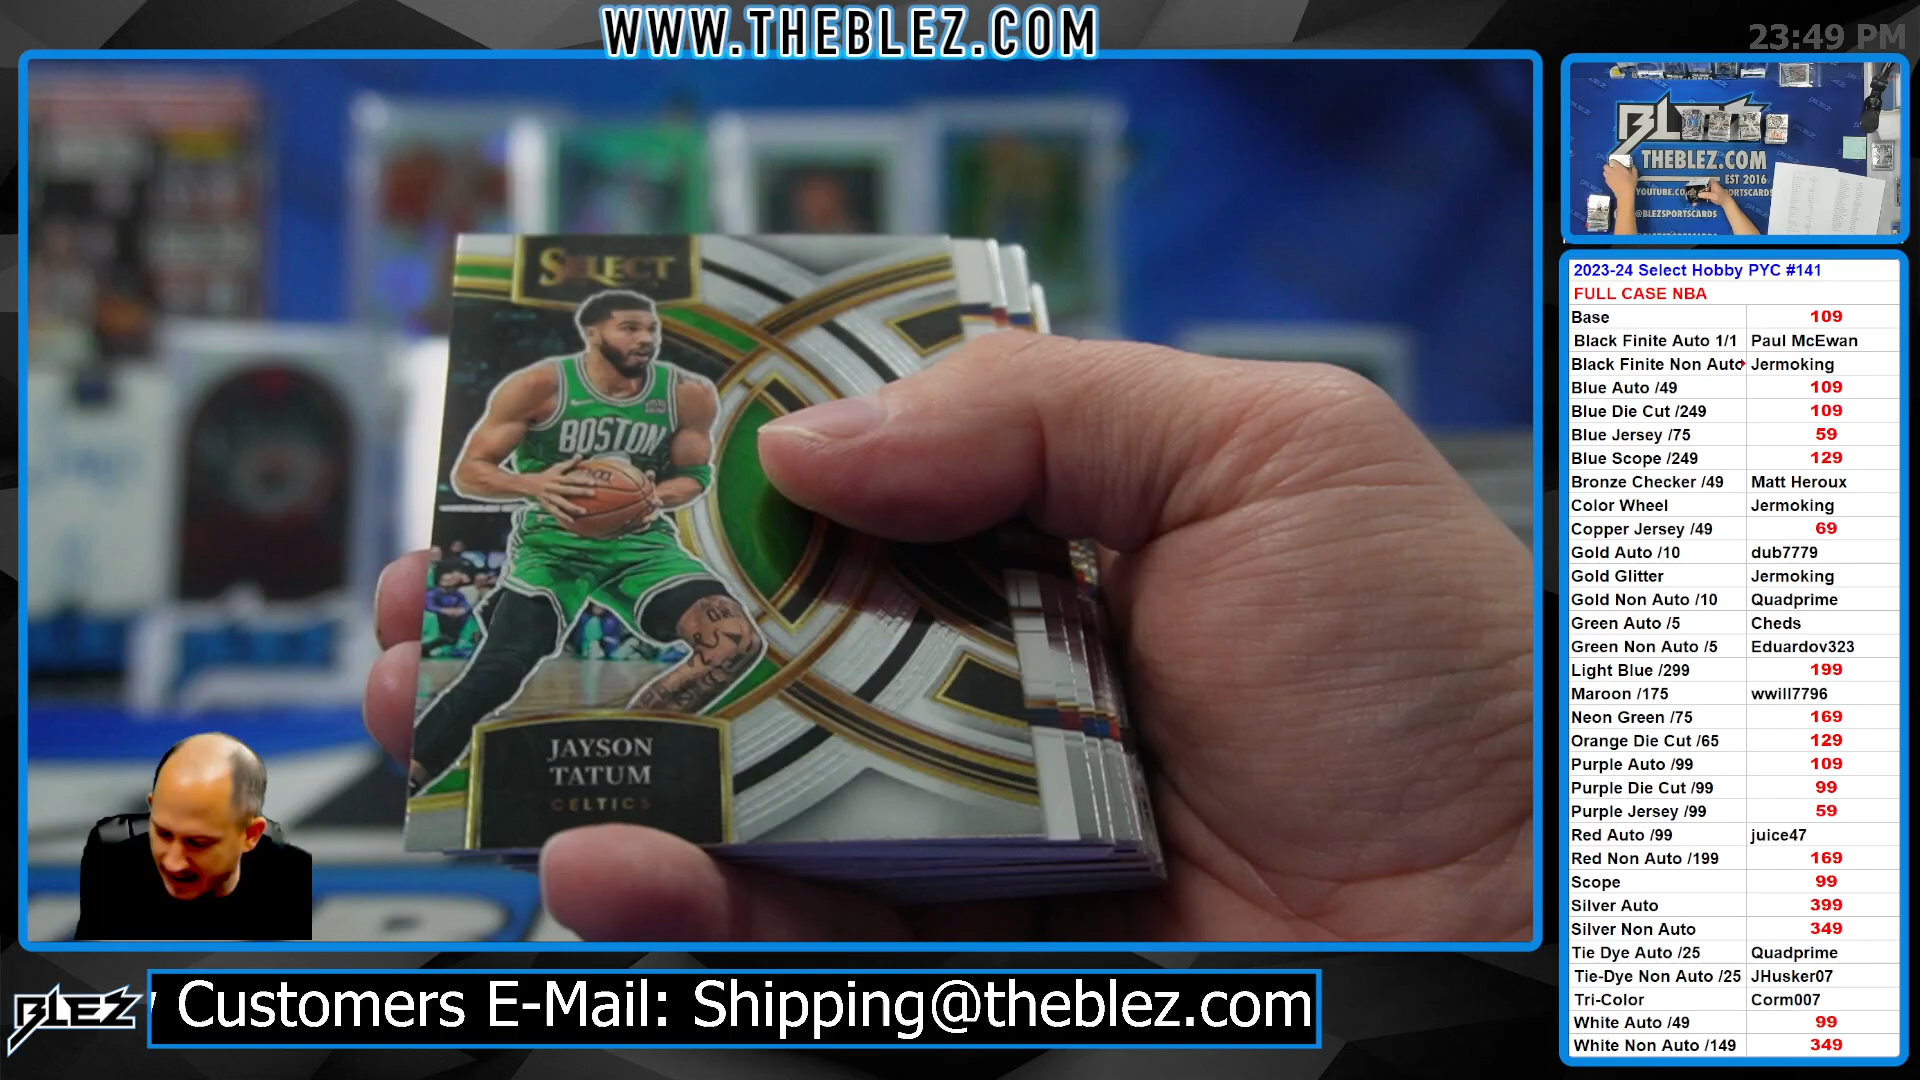 WWW.THEBLEZ.COM
23:49 PM
SELECT
BOSTON
JAYSON
TATUM
CELTICS
BL
THEBLEZ.COM
EST 2016
@BLEZSPORTSCARDS
2023-24 Select Hobby PYC #141
FULL CASE NBA
Base 109
Black Finite Auto 1/1 Paul McEwan
Black Finite Non Auto Jermoking
Blue Auto /49 109
Blue Die Cut /249 109
Blue Jersey /75 59
Blue Scope /249 129
Bronze Checker /49 Matt Heroux
Color Wheel Jermoking
Copper Jersey /49 69
Gold Auto /10 dub7779
Gold Glitter Jermoking
Gold Non Auto /10 Quadprime
Green Auto /5 Cheds
Green Non Auto /5 Eduardov323
Light Blue /299 199
Maroon /175 wwill7796
Neon Green /75 169
Orange Die Cut /65 129
Purple Auto /99 109
Purple Die Cut /99 99
Purple Jersey /99 59
Red Auto /99 juice47
Red Non Auto /199 169
Scope 99
Silver Auto 399
Silver Non Auto 349
Tie Dye Auto /25 Quadprime
Tie-Dye Non Auto /25 JHusker07
Tri-Color Corm007
White Auto /49 99
White Non Auto /149 349
BLEZ
Customers E-Mail: Shipping@theblez.com